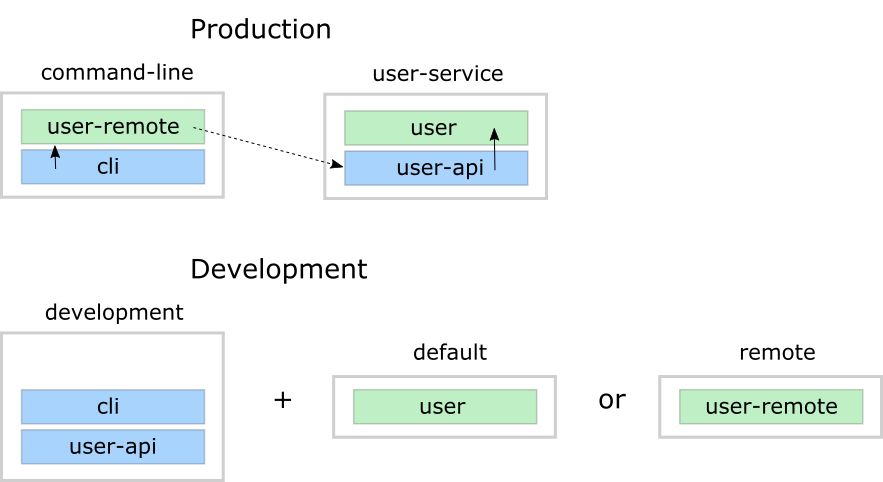 Production
command-line
user-service
user-remote
cli
user
user-api
Development
development
cli
user-api
+
default
user
or
remote
user-remote